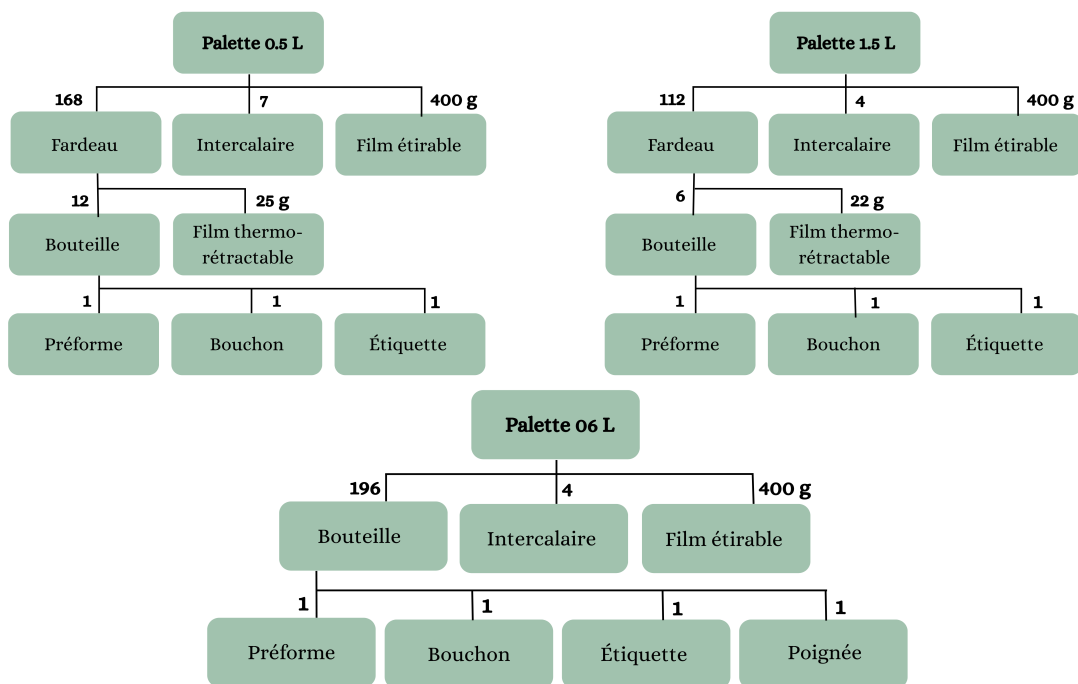 Palette 0.5 L
168
7
400 g
Fardeau
Intercalaire
Film étirable
12
25 g
Bouteille
Film thermo-
rétractable
1
1
1
Préforme
Bouchon
Étiquette
Palette 1.5 L
112
4
400 g
Fardeau
Intercalaire
Film étirable
6
22 g
Bouteille
Film thermo-
rétractable
1
1
1
Préforme
Bouchon
Étiquette
Palette 06 L
196
4
400 g
Bouteille
Intercalaire
Film étirable
1
1
1
1
Préforme
Bouchon
Étiquette
Poignée